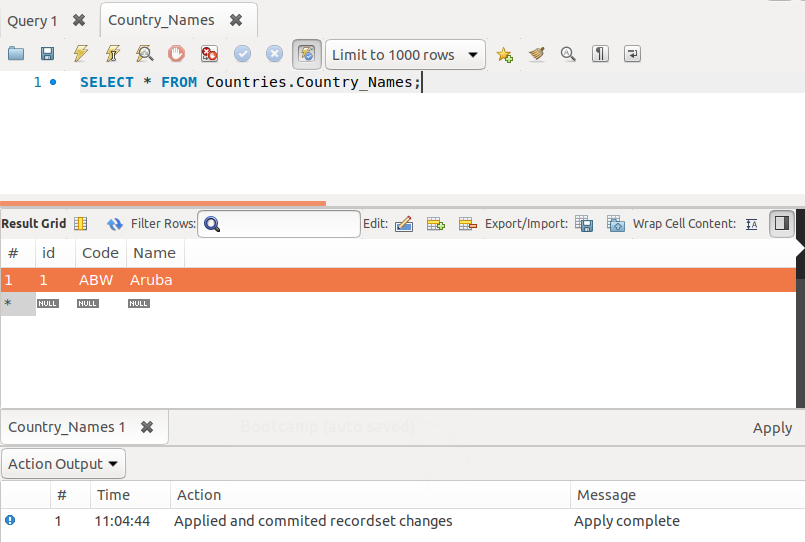 Query 1 Country_Names
Limit to 1000 rows
1 SELECT * FROM Countries.Country_Names;
Result Grid Filter Rows: Edit: Export/Import: Wrap Cell Content: IA
# id Code Name
1 1 ABW Aruba
* NULL NULL NULL
Country_Names 1 Bootcamp (auto saved) Apply
Action Output
# Time Action Message
1 11:04:44 Applied and commited recordset changes Apply complete